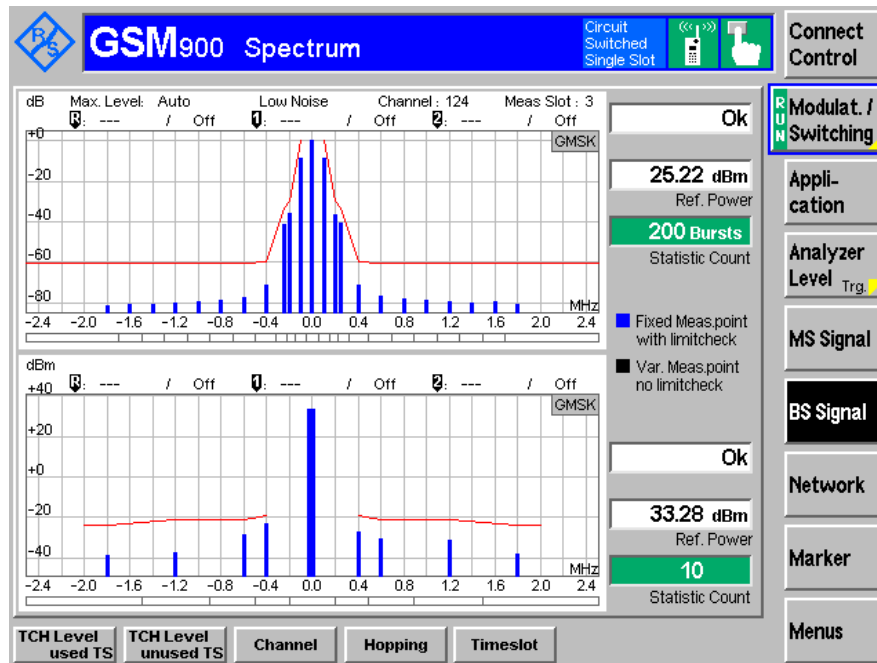 R&S
GSM900 Spectrum
Circuit
Switched
Single Slot
Connect
Control
dB Max. Level: Auto Low Noise Channel : 124 Meas Slot : 3
R: --- / Off 1: --- / Off 2: --- / Off
+0
GMSK
-20
-40
-60
-80
MHz
-2.4 -2.0 -1.6 -1.2 -0.8 -0.4 0.0 0.4 0.8 1.2 1.6 2.0 2.4
Ok
25.22 dBm
Ref. Power
200 Bursts
Statistic Count
Fixed Meas.point
with limitcheck
Var. Meas.point
no limitcheck
dBm
R: --- / Off 1: --- / Off 2: --- / Off
+40
GMSK
+20
+0
-20
-40
MHz
-2.4 -2.0 -1.6 -1.2 -0.8 -0.4 0.0 0.4 0.8 1.2 1.6 2.0 2.4
Ok
33.28 dBm
Ref. Power
10
Statistic Count
RUN
Modulat. /
Switching
Appli-
cation
Analyzer
Level Trg.
MS Signal
BS Signal
Network
Marker
Menus
TCH Level
used TS
TCH Level
unused TS
Channel
Hopping
Timeslot